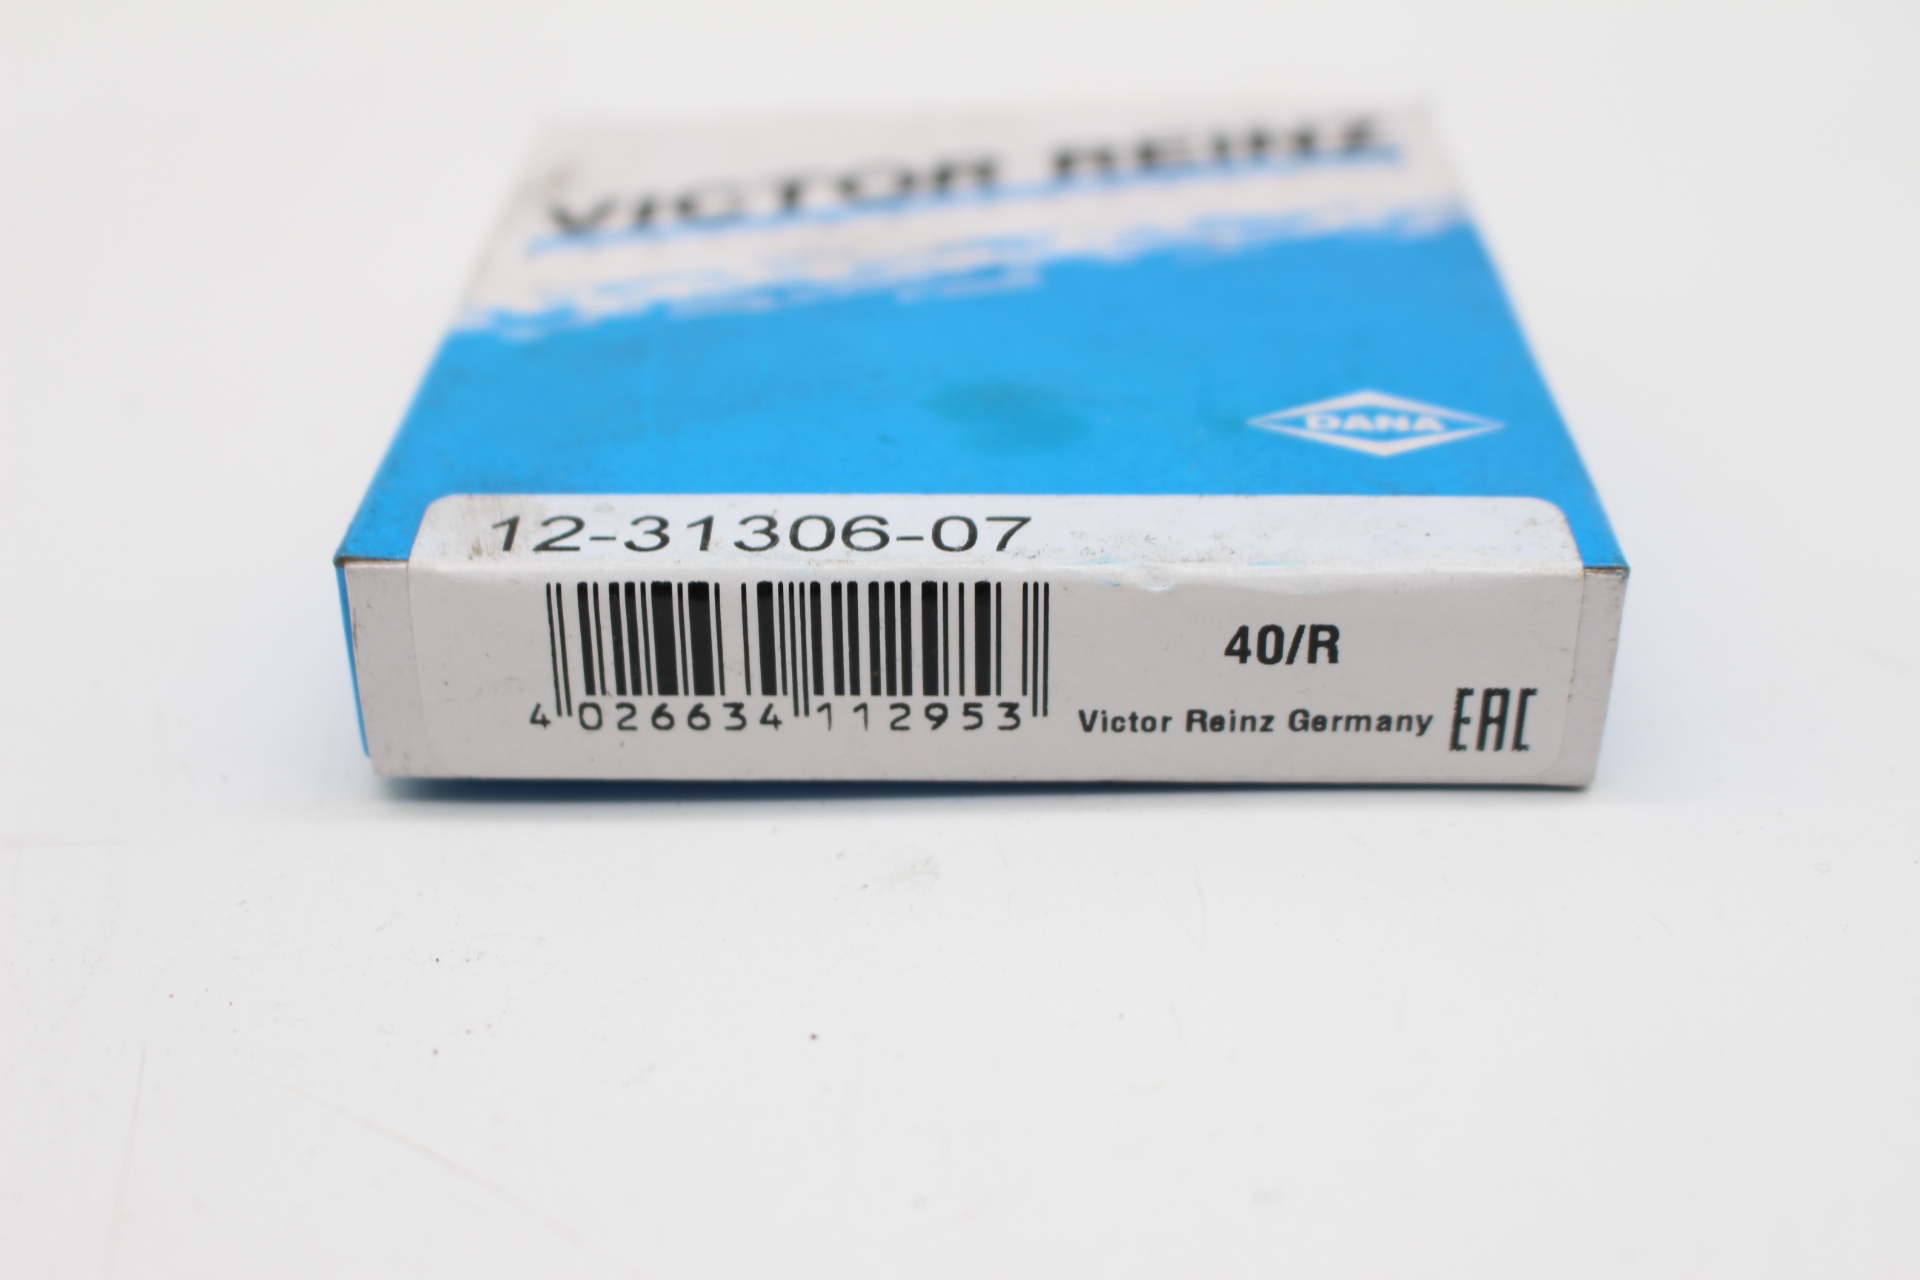 VICTOR REINZ
DANA
12-31306-07
40/R
4 026634 112953
Victor Reinz Germany EAC